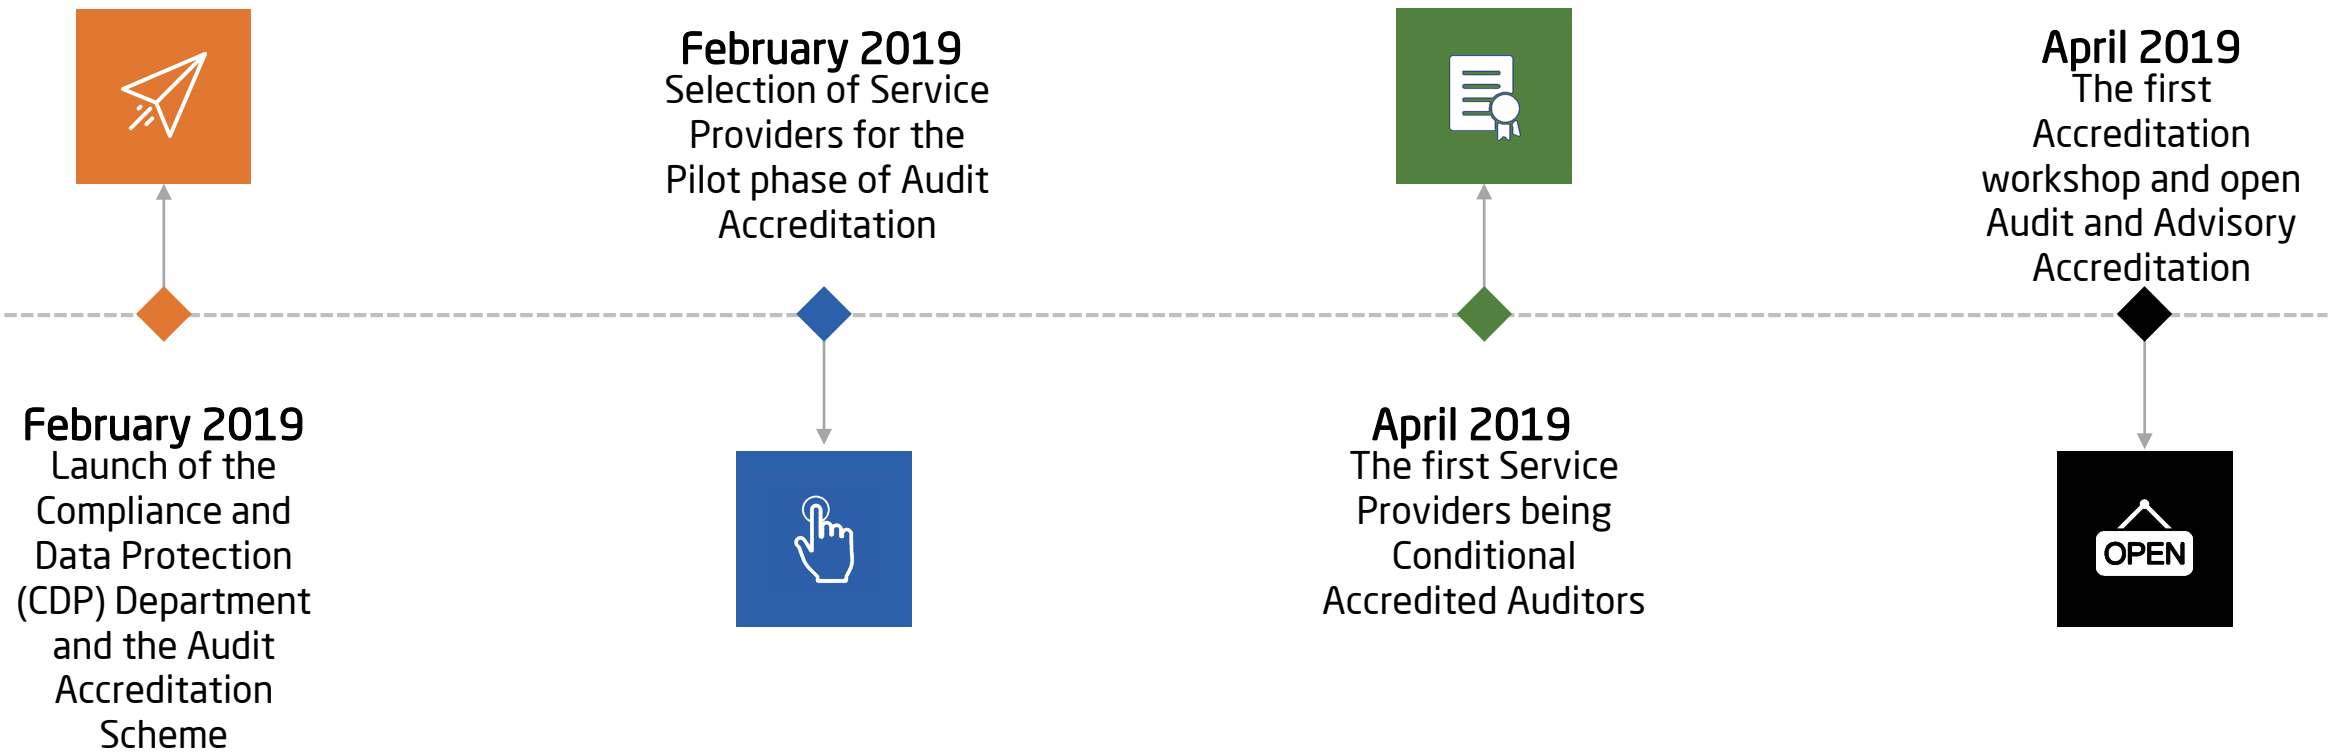 February 2019
Launch of the
Compliance and
Data Protection
(CDP) Department
and the Audit
Accreditation
Scheme
February 2019
Selection of Service
Providers for the
Pilot phase of Audit
Accreditation
April 2019
The first Service
Providers being
Conditional
Accredited Auditors
April 2019
The first
Accreditation
workshop and open
Audit and Advisory
Accreditation
OPEN